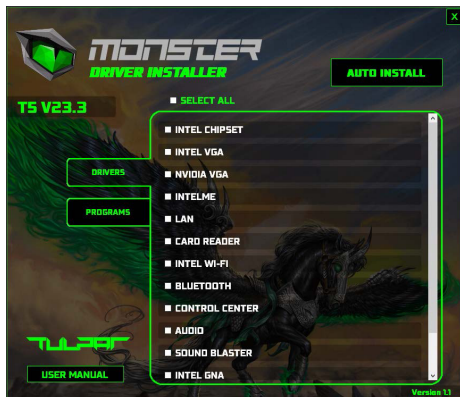 X
MONSTER
DRIVER INSTALLER
AUTO INSTALL
T5 V23.3
SELECT ALL
INTEL CHIPSET
INTEL VGA
NVIDIA VGA
INTELME
LAN
CARD READER
INTEL WI-FI
BLUETOOTH
CONTROL CENTER
AUDIO
SOUND BLASTER
INTEL GNA
DRIVERS
PROGRAMS
TULPAR
USER MANUAL
Version 1.1